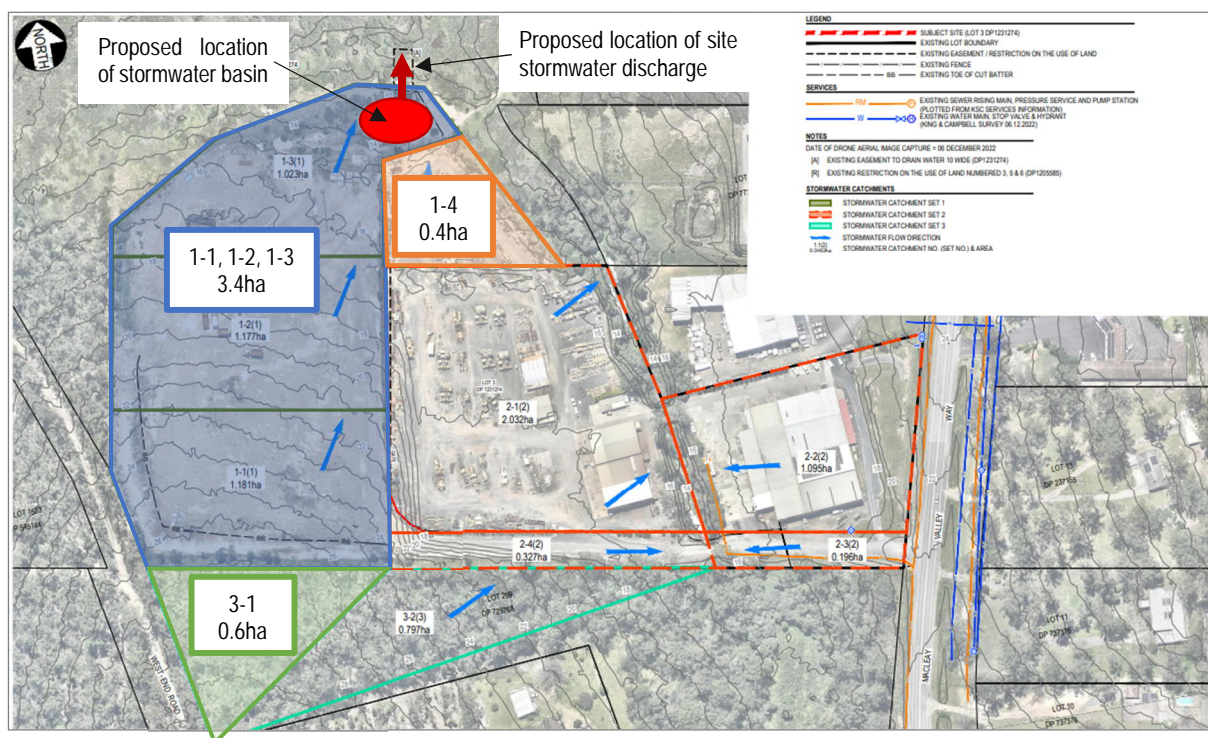 NORTH
Proposed location
of stormwater basin
Proposed location of site
stormwater discharge
[A]
1-3(1)
1.023ha
1-4
0.4ha
1-1, 1-2, 1-3
3.4ha
1-2(1)
1.177ha
1-1(1)
1.181ha
3-1
0.6ha
LOT 3
DP 1231274
2-1(2)
2.032ha
2-2(2)
1.095ha
2-4(2)
0.327ha
2-3(2)
0.196ha
3-2(3)
0.797ha
LOT 299
DP 729768
WEST END ROAD
MACLEAY
VALLEY
WAY
LOT 13
DP 237155
LOT 11
DP 737376
LOT 10
DP 737376
BB
BB
LEGEND
SUBJECT SITE (LOT 3 DP1231274)
EXISTING LOT BOUNDARY
EXISTING EASEMENT / RESTRICTION ON THE USE OF LAND
EXISTING FENCE
BB EXISTING TOE OF CUT BATTER
SERVICES
RM EXISTING SEWER RISING MAIN, PRESSURE SERVICE AND PUMP STATION
(PLOTTED FROM KSC SERVICES INFORMATION)
W EXISTING WATER MAIN, STOP VALVE & HYDRANT
(KING & CAMPBELL SURVEY 06.12.2022)
NOTES
DATE OF DRONE AERIAL IMAGE CAPTURE = 06 DECEMBER 2022
[A] EXISTING EASEMENT TO DRAIN WATER 10 WIDE (DP1231274)
[R] EXISTING RESTRICTION ON THE USE OF LAND NUMBERED 3, 5 & 6 (DP1205585)
STORMWATER CATCHMENTS
STORMWATER CATCHMENT SET 1
STORMWATER CATCHMENT SET 2
STORMWATER CATCHMENT SET 3
STORMWATER FLOW DIRECTION
1-1(2)
STORMWATER CATCHMENT NO. (SET NO.) & AREA